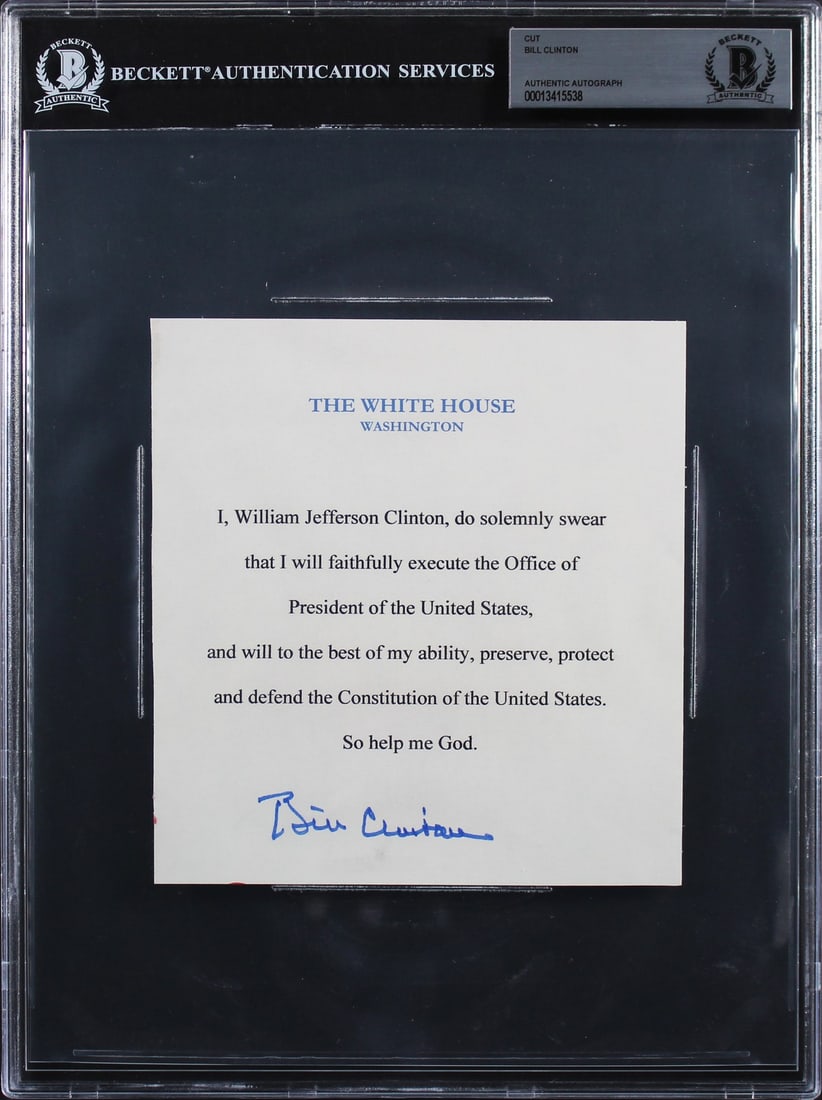 BECKETT
B
AUTHENTIC
BECKETT® AUTHENTICATION SERVICES
CUT
BILL CLINTON
AUTHENTIC AUTOGRAPH
00013415538
BECKETT
B
AUTHENTIC
THE WHITE HOUSE
WASHINGTON
I, William Jefferson Clinton, do solemnly swear
that I will faithfully execute the Office of
President of the United States,
and will to the best of my ability, preserve, protect
and defend the Constitution of the United States.
So help me God.
Bill Clinton